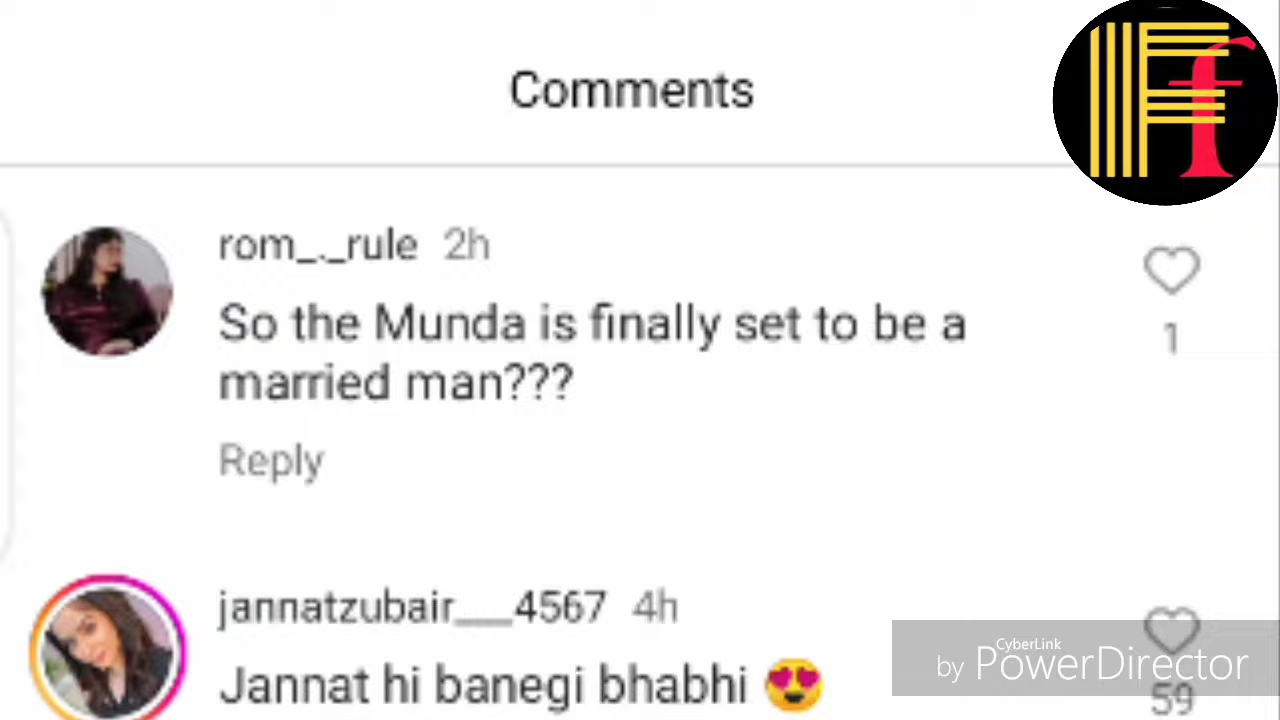 Comments
Ff
rom_._rule 2h
So the Munda is finally set to be a
married man???
1
Reply
jannatzubair___4567 4h
Jannat hi banegi bhabhi 😍
59
CyberLink
by PowerDirector